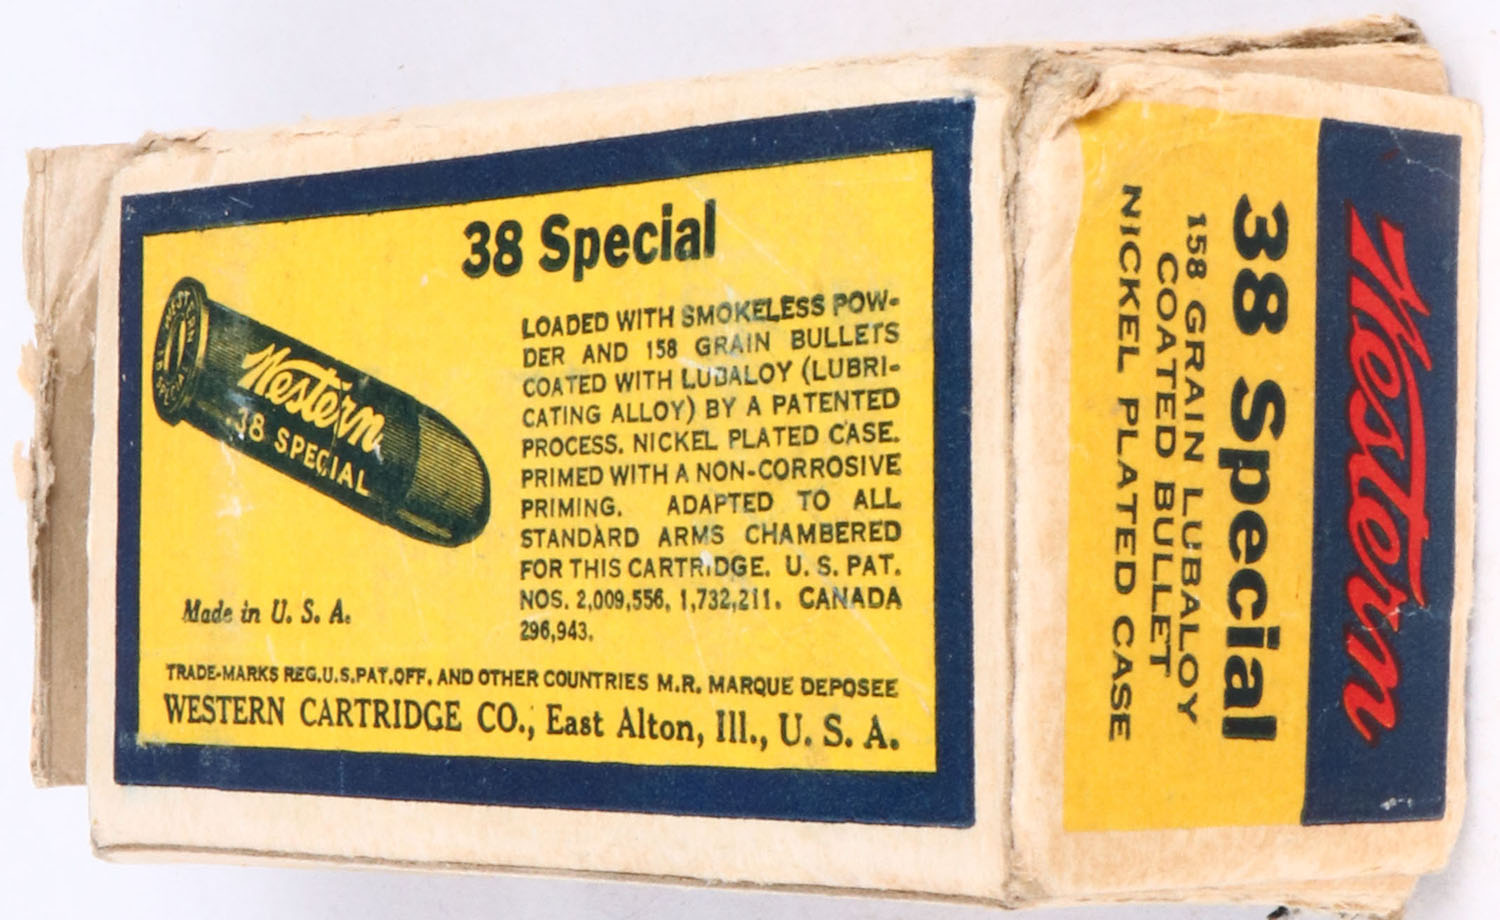 38 Special
Western
.38 SPECIAL
LOADED WITH SMOKELESS POW-
DER AND 158 GRAIN BULLETS
COATED WITH LUBALOY (LUBRI-
CATING ALLOY) BY A PATENTED
PROCESS. NICKEL PLATED CASE.
PRIMED WITH A NON-CORROSIVE
PRIMING. ADAPTED TO ALL
STANDARD ARMS CHAMBERED
FOR THIS CARTRIDGE. U. S. PAT.
NOS. 2,009,556, 1,732,211. CANADA
296,943.
Made in U. S. A.
TRADE-MARKS REG.U.S.PAT.OFF. AND OTHER COUNTRIES M.R. MARQUE DEPOSEE
WESTERN CARTRIDGE CO., East Alton, Ill., U. S. A.
Western
38 Special
158 GRAIN LUBALOY
COATED BULLET
NICKEL PLATED CASE